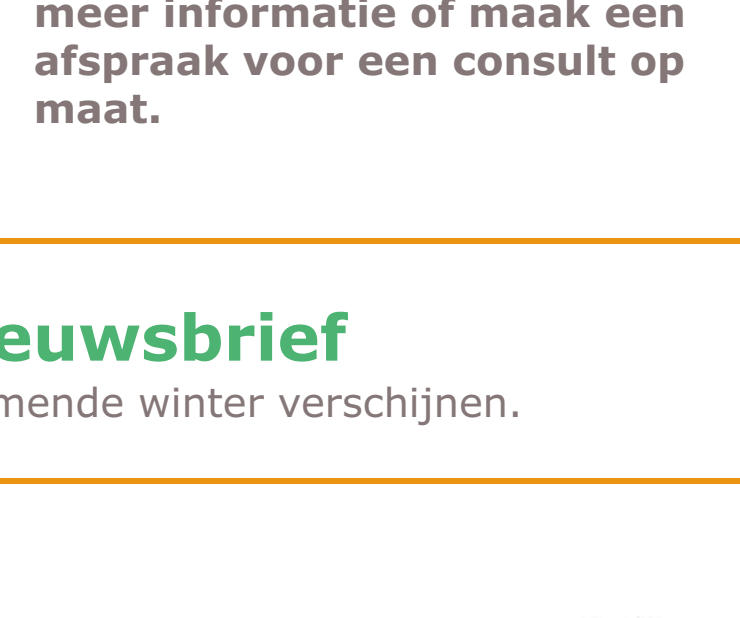 meer informatie of maak een
afspraak voor een consult op
maat.
euwsbrief
mende winter verschijnen.